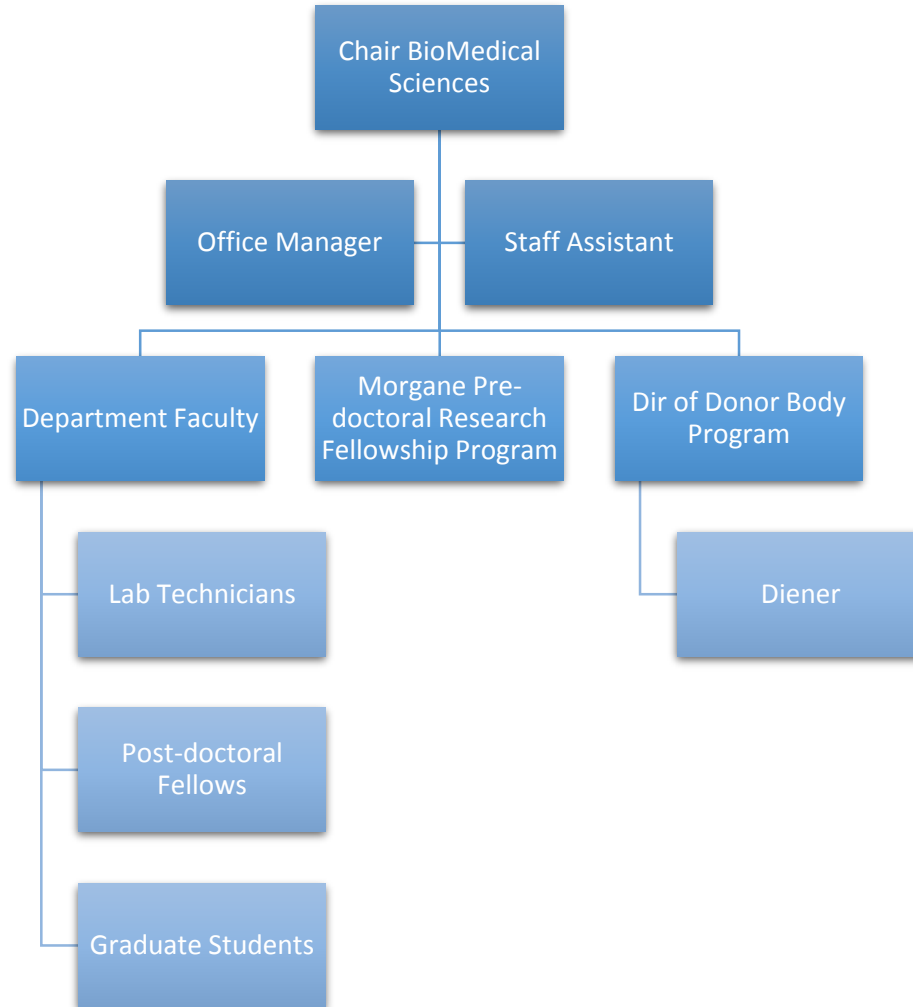 Chair BioMedical
Sciences
Office Manager
Staff Assistant
Department Faculty
Morgane Pre-
doctoral Research
Fellowship Program
Dir of Donor Body
Program
Lab Technicians
Diener
Post-doctoral
Fellows
Graduate Students